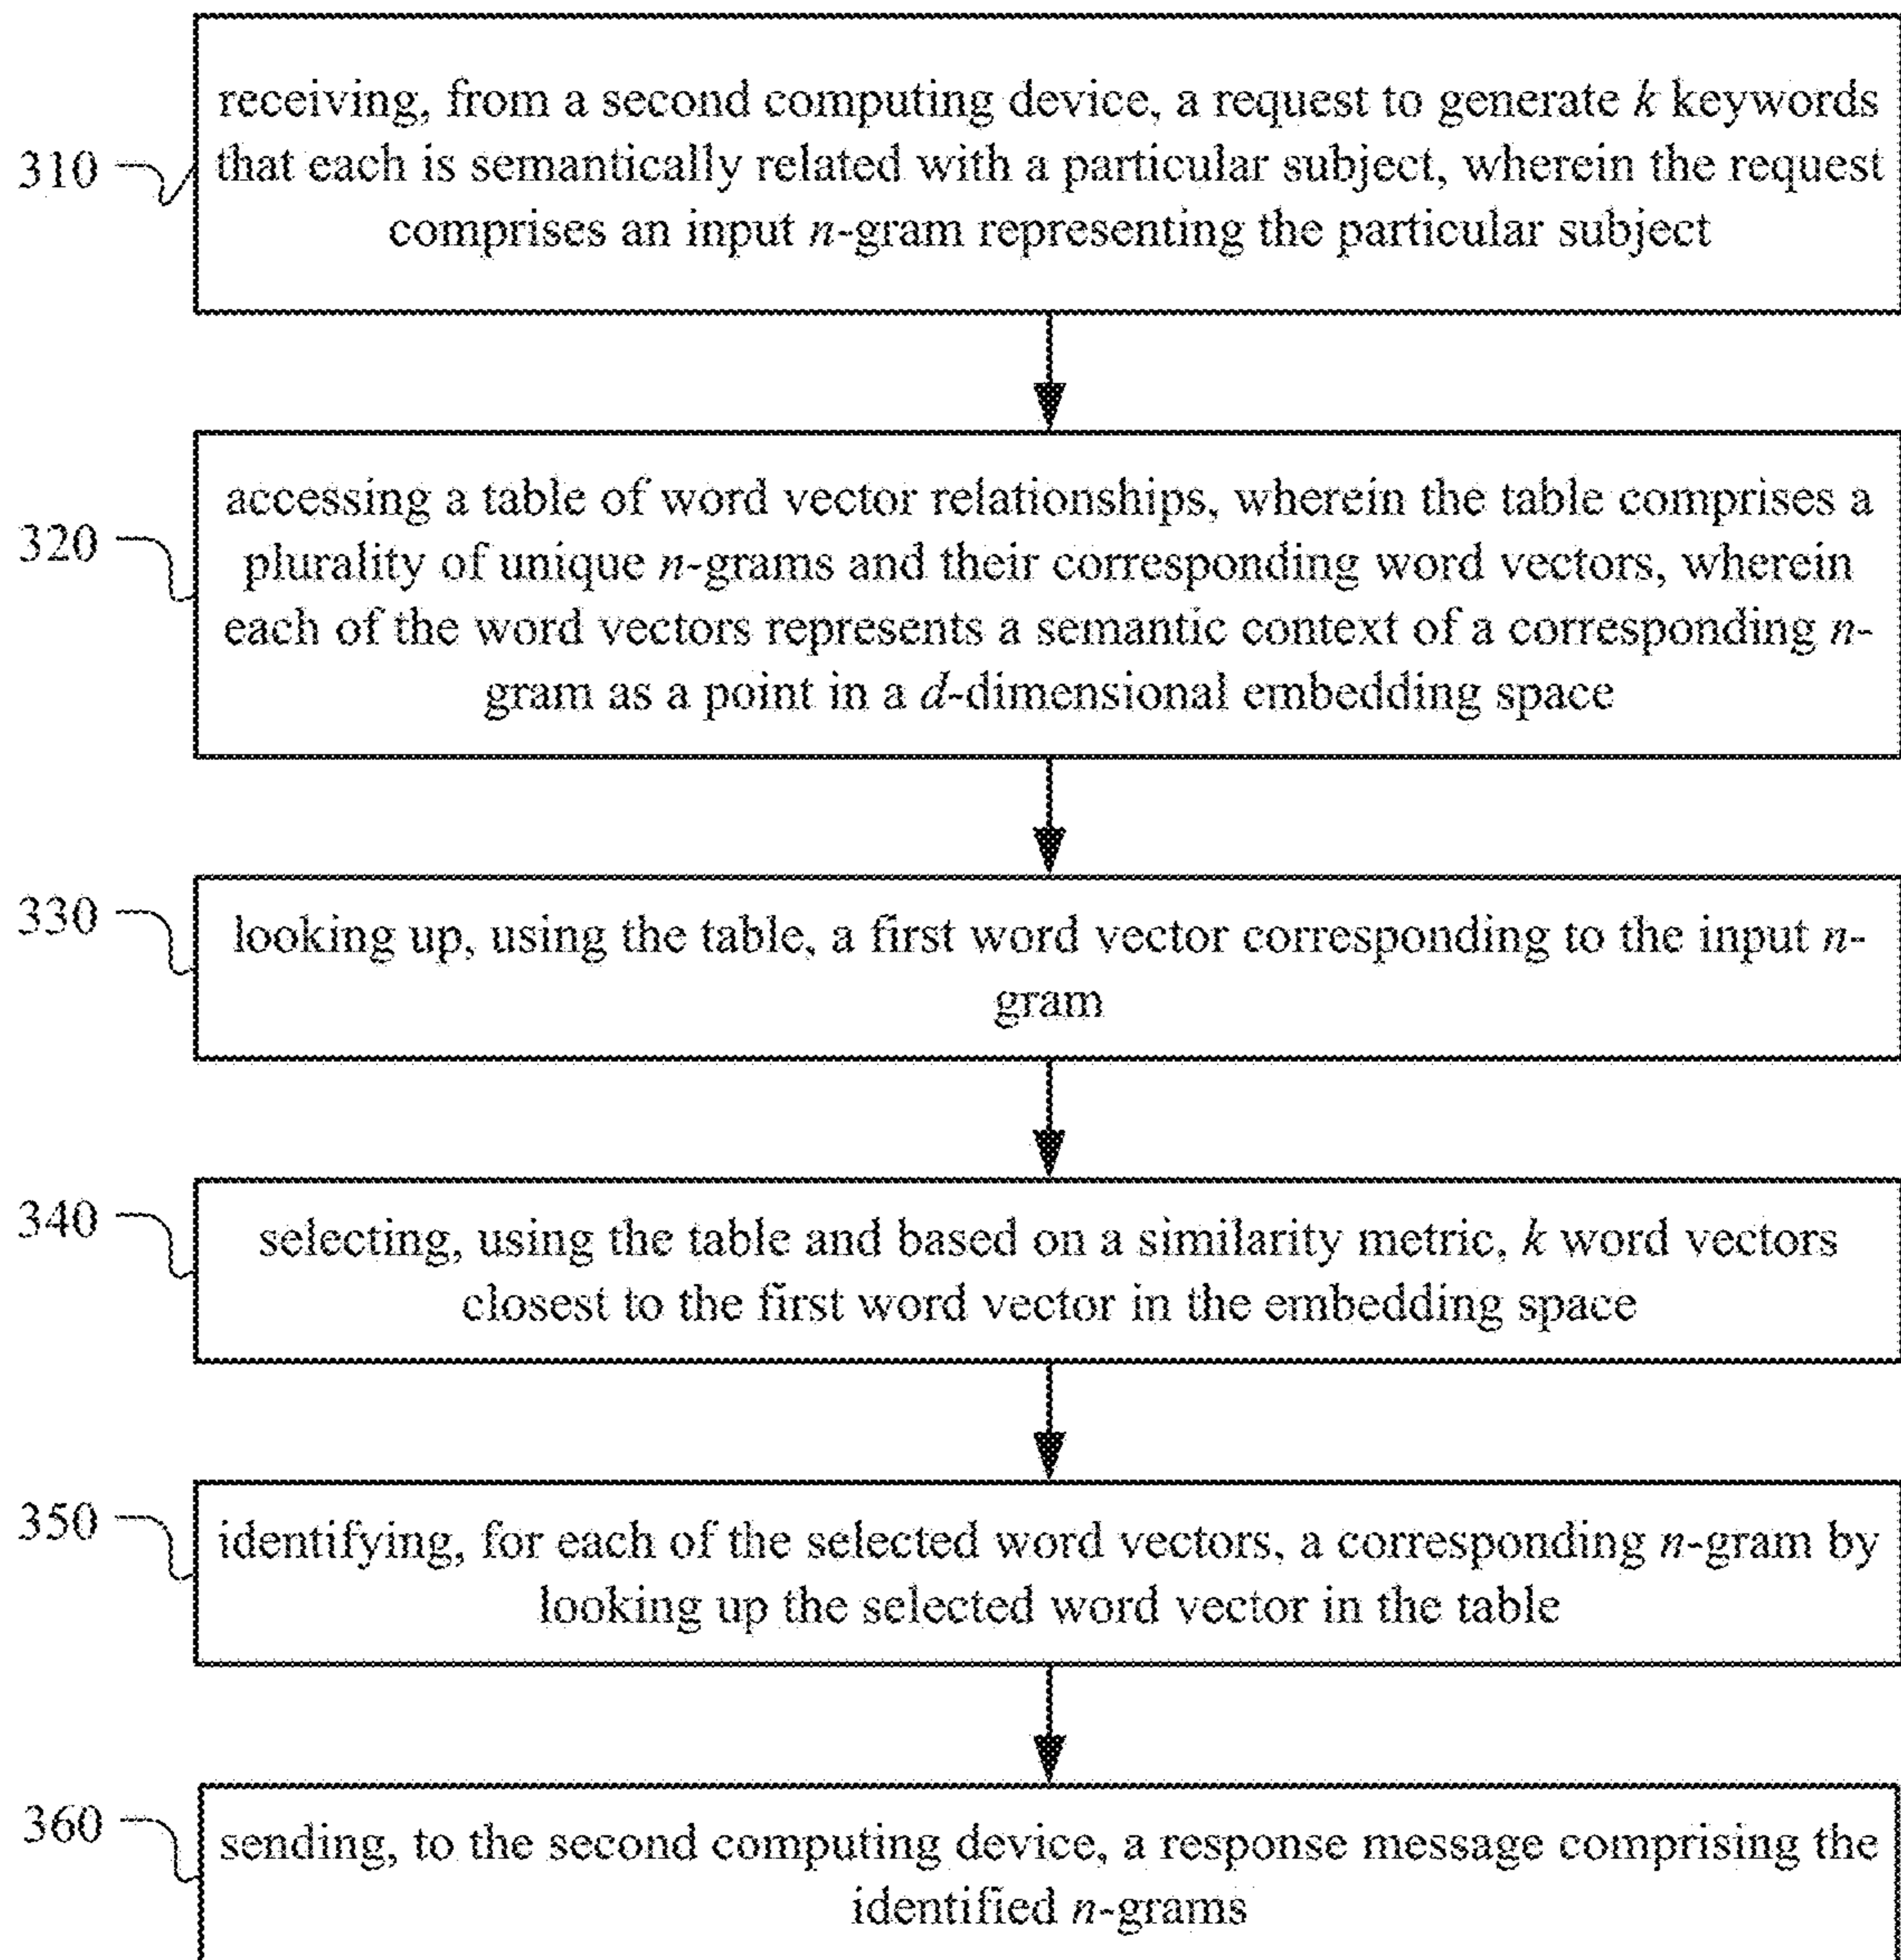 310
receiving, from a second computing device, a request to generate k keywords
that each is semantically related with a particular subject, wherein the request
comprises an input n-gram representing the particular subject
320
accessing a table of word vector relationships, wherein the table comprises a
plurality of unique n-grams and their corresponding word vectors, wherein
each of the word vectors represents a semantic context of a corresponding n-
gram as a point in a d-dimensional embedding space
330
looking up, using the table, a first word vector corresponding to the input n-
gram
340
selecting, using the table and based on a similarity metric, k word vectors
closest to the first word vector in the embedding space
350
identifying, for each of the selected word vectors, a corresponding n-gram by
looking up the selected word vector in the table
360
sending, to the second computing device, a response message comprising the
identified n-grams